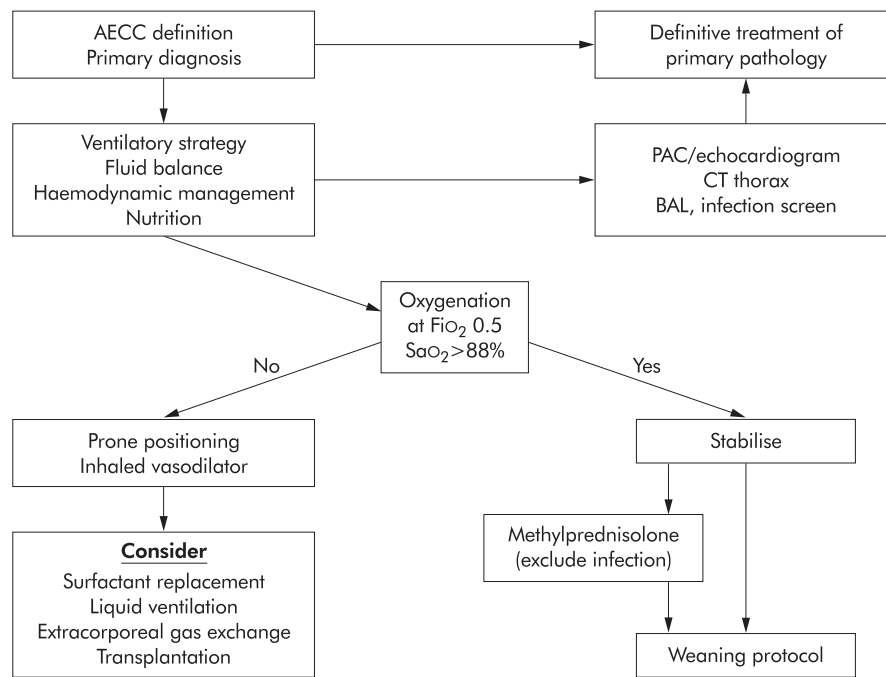 AECC definition
Primary diagnosis
Definitive treatment of
primary pathology
Ventilatory strategy
Fluid balance
Haemodynamic management
Nutrition
PAC/echocardiogram
CT thorax
BAL, infection screen
Oxygenation
at FiO₂ 0.5
SaO₂>88%
No
Yes
Prone positioning
Inhaled vasodilator
Stabilise
Consider
Surfactant replacement
Liquid ventilation
Extracorporeal gas exchange
Transplantation
Methylprednisolone
(exclude infection)
Weaning protocol